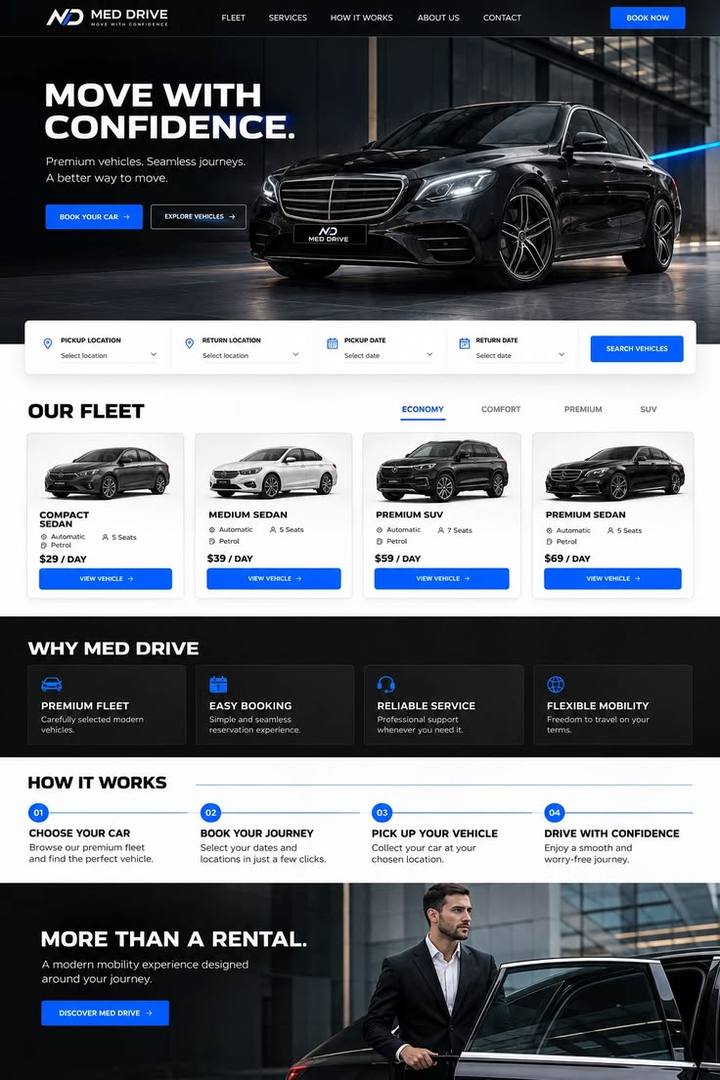 MED DRIVE
MOVE WITH CONFIDENCE
FLEET SERVICES HOW IT WORKS ABOUT US CONTACT
BOOK NOW
MOVE WITH
CONFIDENCE.
Premium vehicles. Seamless journeys.
A better way to move.
BOOK YOUR CAR →
EXPLORE VEHICLES →
MED DRIVE
PICKUP LOCATION
Select location
RETURN LOCATION
Select location
PICKUP DATE
Select date
RETURN DATE
Select date
SEARCH VEHICLES
OUR FLEET
ECONOMY COMFORT PREMIUM SUV
COMPACT
SEDAN
Automatic 5 Seats
Petrol
$29 / DAY
VIEW VEHICLE →
MEDIUM SEDAN
Automatic 5 Seats
Petrol
$39 / DAY
VIEW VEHICLE →
PREMIUM SUV
Automatic 7 Seats
Petrol
$59 / DAY
VIEW VEHICLE →
PREMIUM SEDAN
Automatic 5 Seats
Petrol
$69 / DAY
VIEW VEHICLE →
WHY MED DRIVE
PREMIUM FLEET
Carefully selected modern
vehicles.
EASY BOOKING
Simple and seamless
reservation experience.
RELIABLE SERVICE
Professional support
whenever you need it.
FLEXIBLE MOBILITY
Freedom to travel on your
terms.
HOW IT WORKS
01
CHOOSE YOUR CAR
Browse our premium fleet
and find the perfect vehicle.
02
BOOK YOUR JOURNEY
Select your dates and
locations in just a few clicks.
03
PICK UP YOUR VEHICLE
Collect your car at your
chosen location.
04
DRIVE WITH CONFIDENCE
Enjoy a smooth and
worry-free journey.
MORE THAN A RENTAL.
A modern mobility experience designed
around your journey.
DISCOVER MED DRIVE →